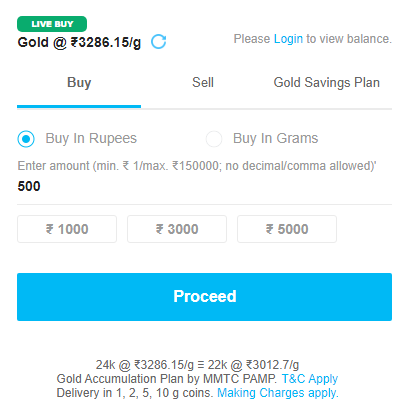 LIVE BUY
Gold @ ₹3286.15/g
Please Login to view balance.
Buy
Sell
Gold Savings Plan
Buy In Rupees
Buy In Grams
Enter amount (min. ₹ 1/max. ₹150000; no decimal/comma allowed)'
500
₹ 1000
₹ 3000
₹ 5000
Proceed
24k @ ₹3286.15/g ≡ 22k @ ₹3012.7/g
Gold Accumulation Plan by MMTC PAMP. T&C Apply
Delivery in 1, 2, 5, 10 g coins. Making Charges apply.